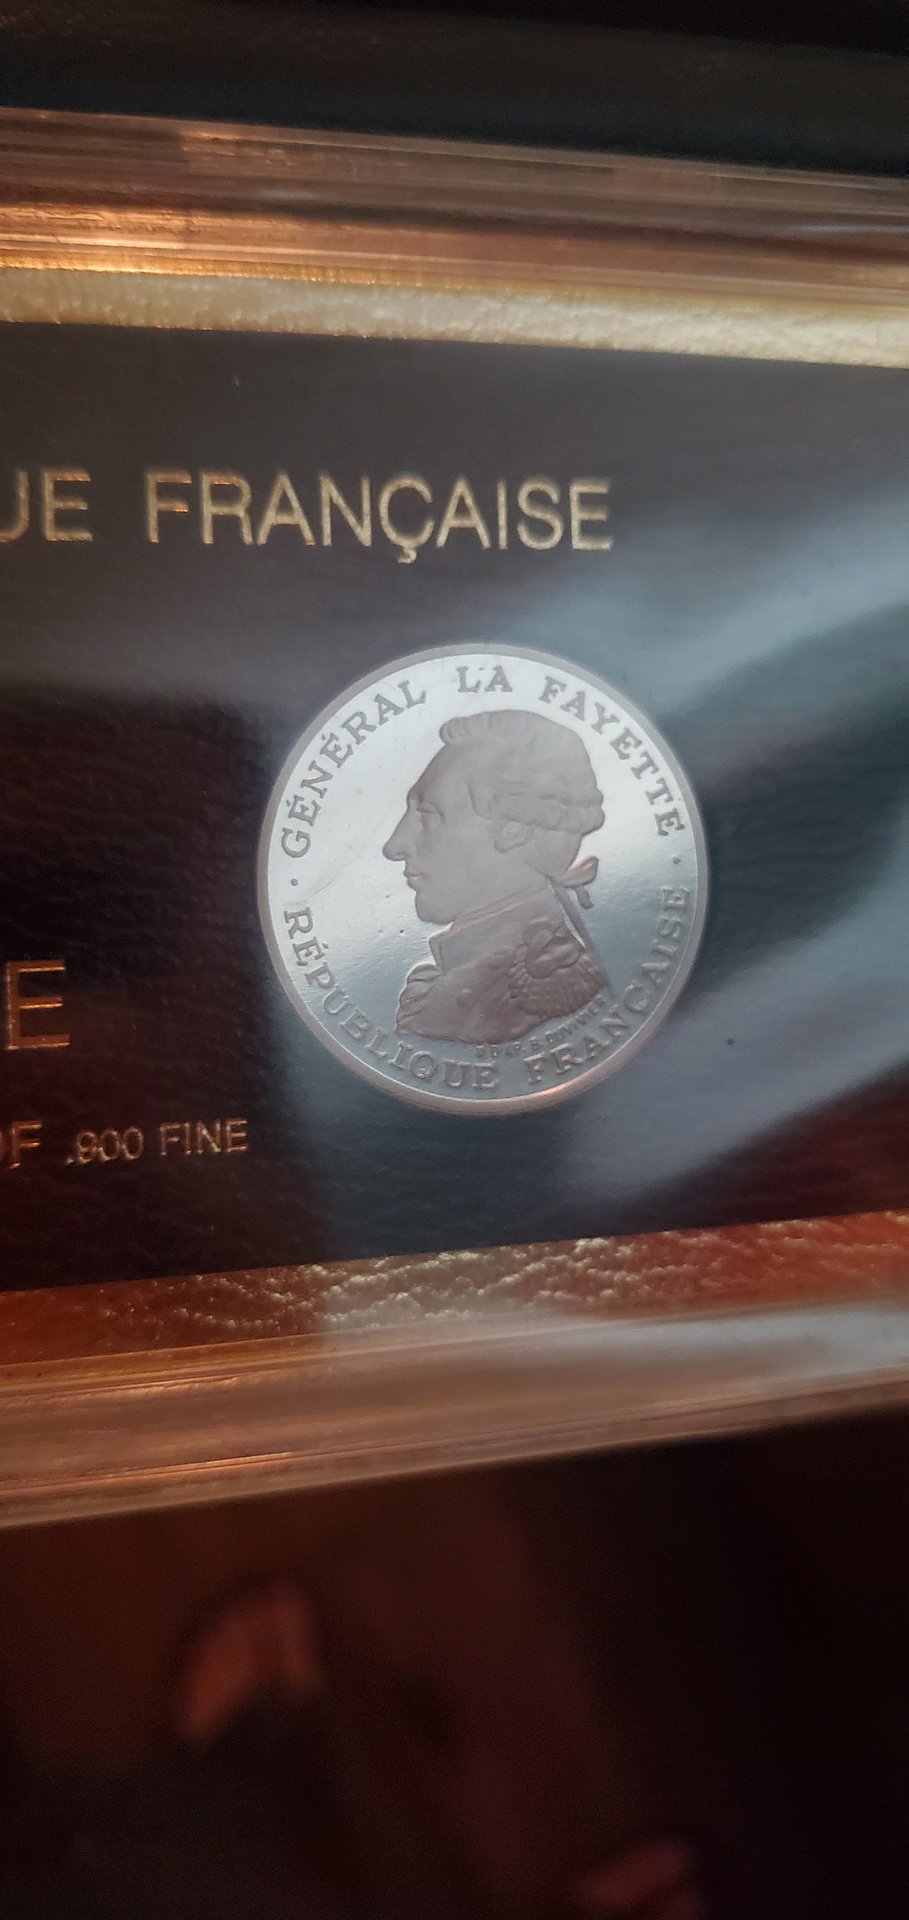 UE FRANÇAISE
· GÉNÉRAL LA FAYETTE ·
RÉPUBLIQUE FRANÇAISE
E
OF .900 FINE